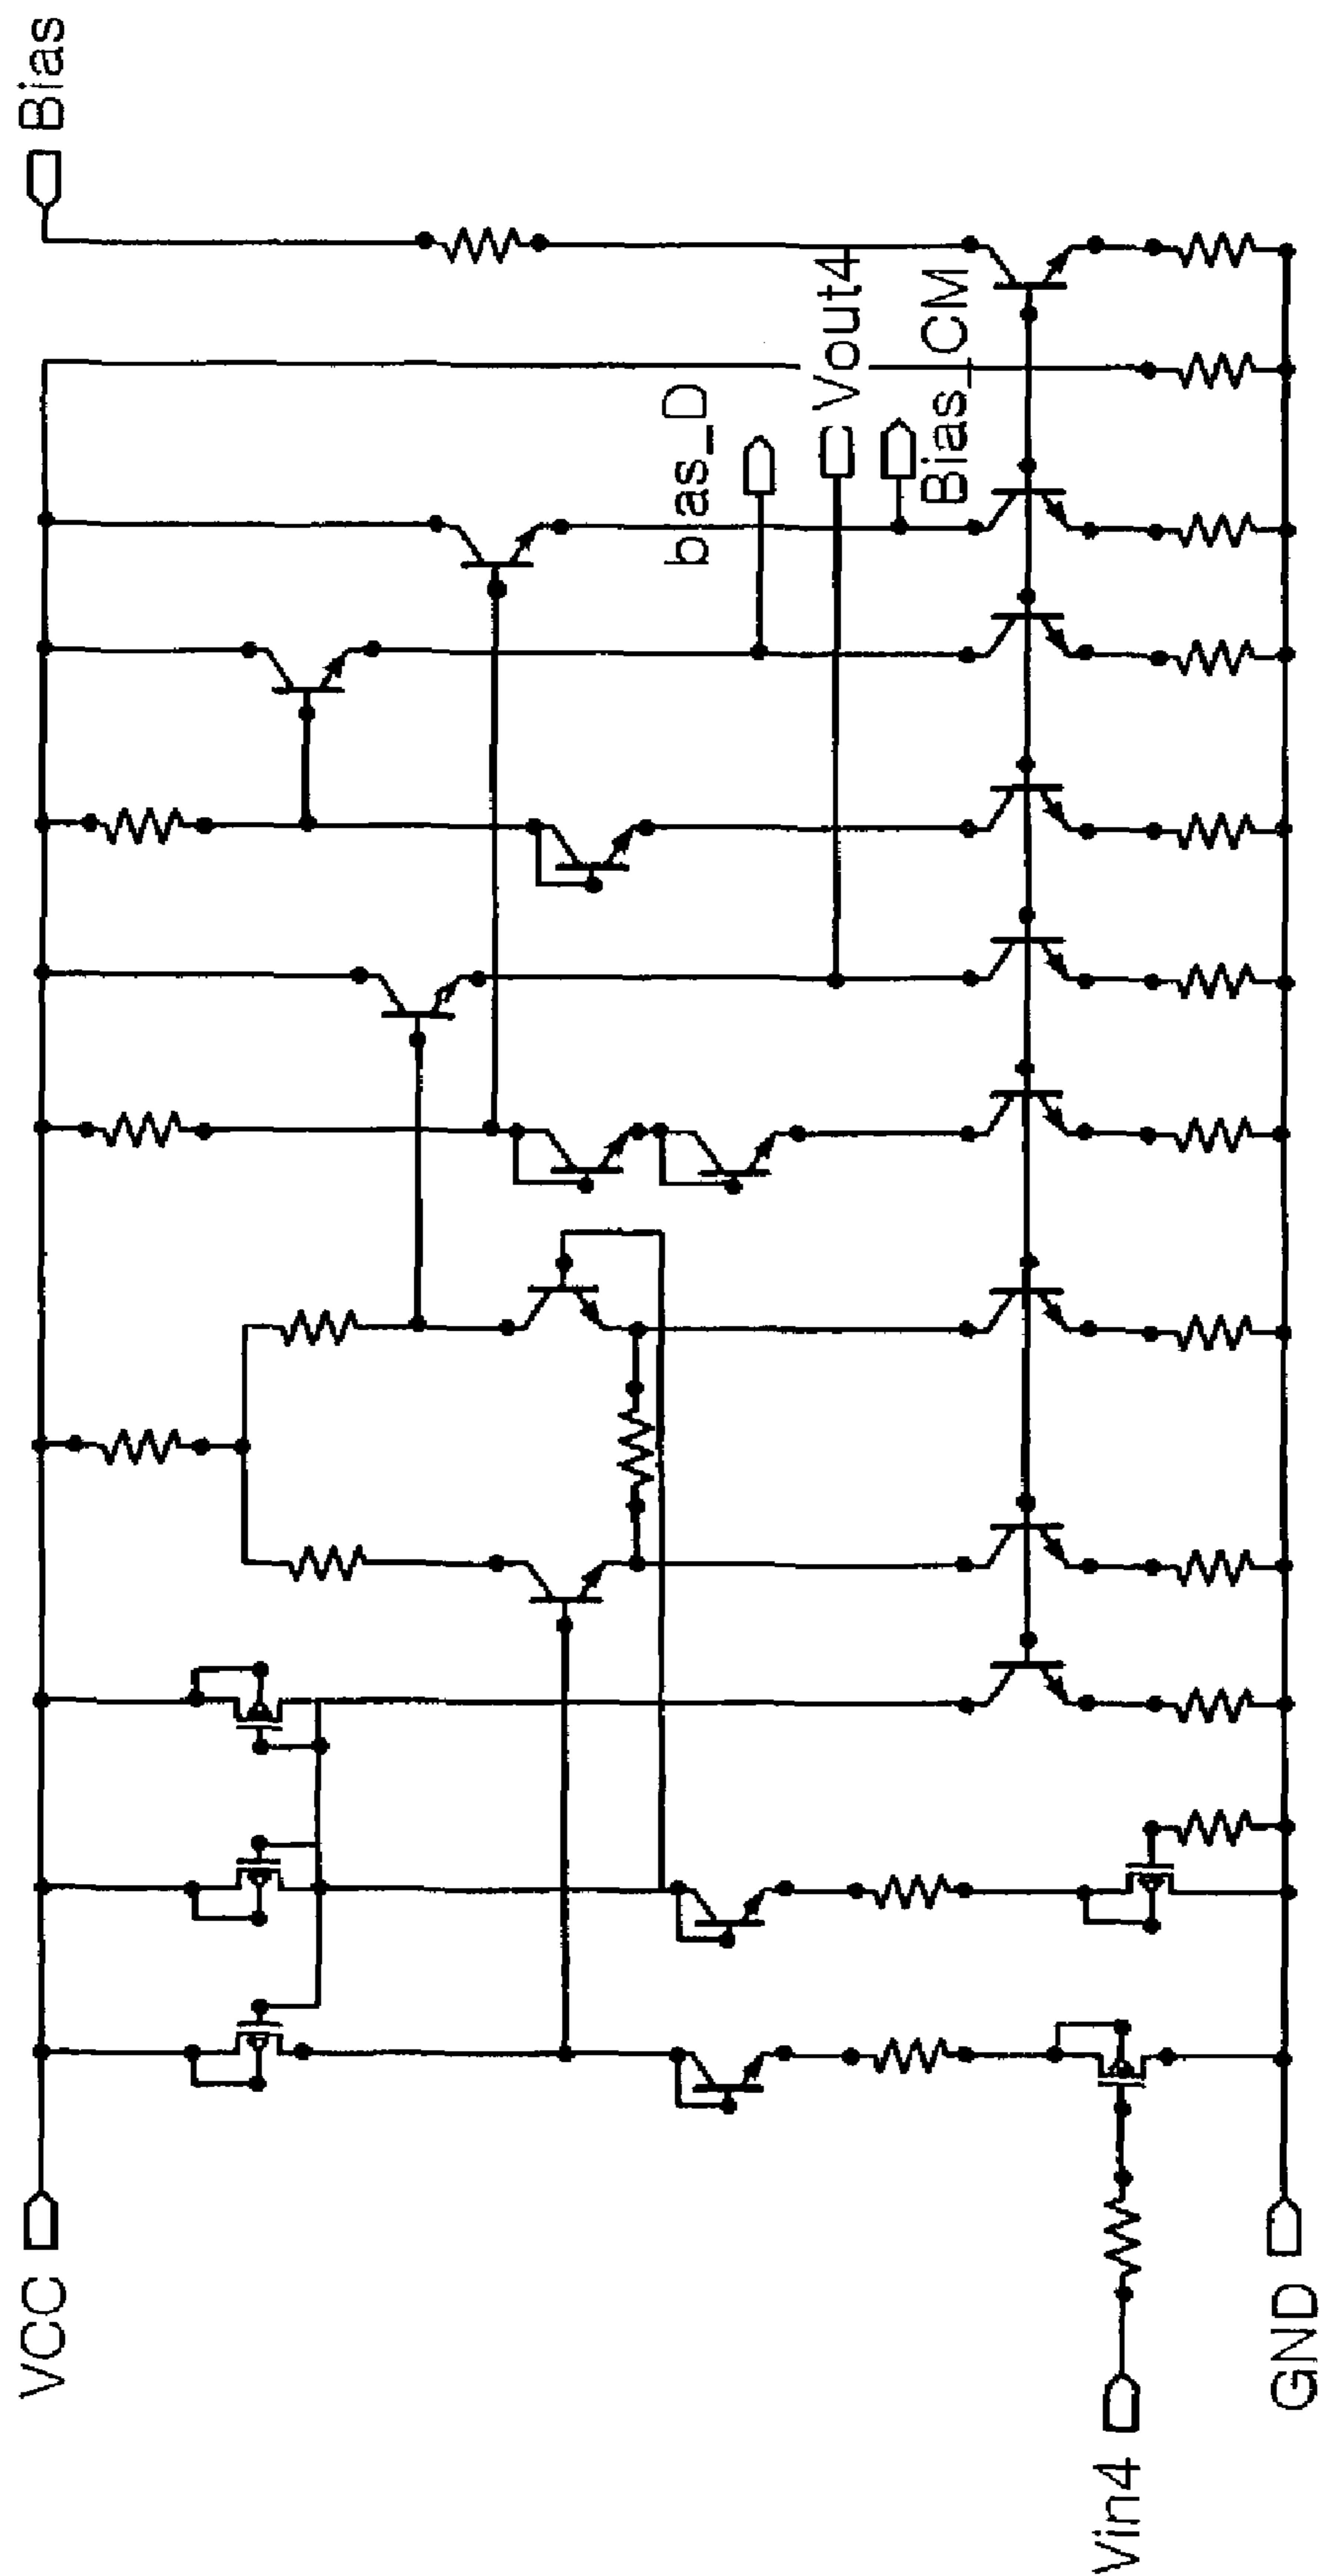 Bias
bias_D
Vout4
Bias_CM
VCC
Vin4
GND